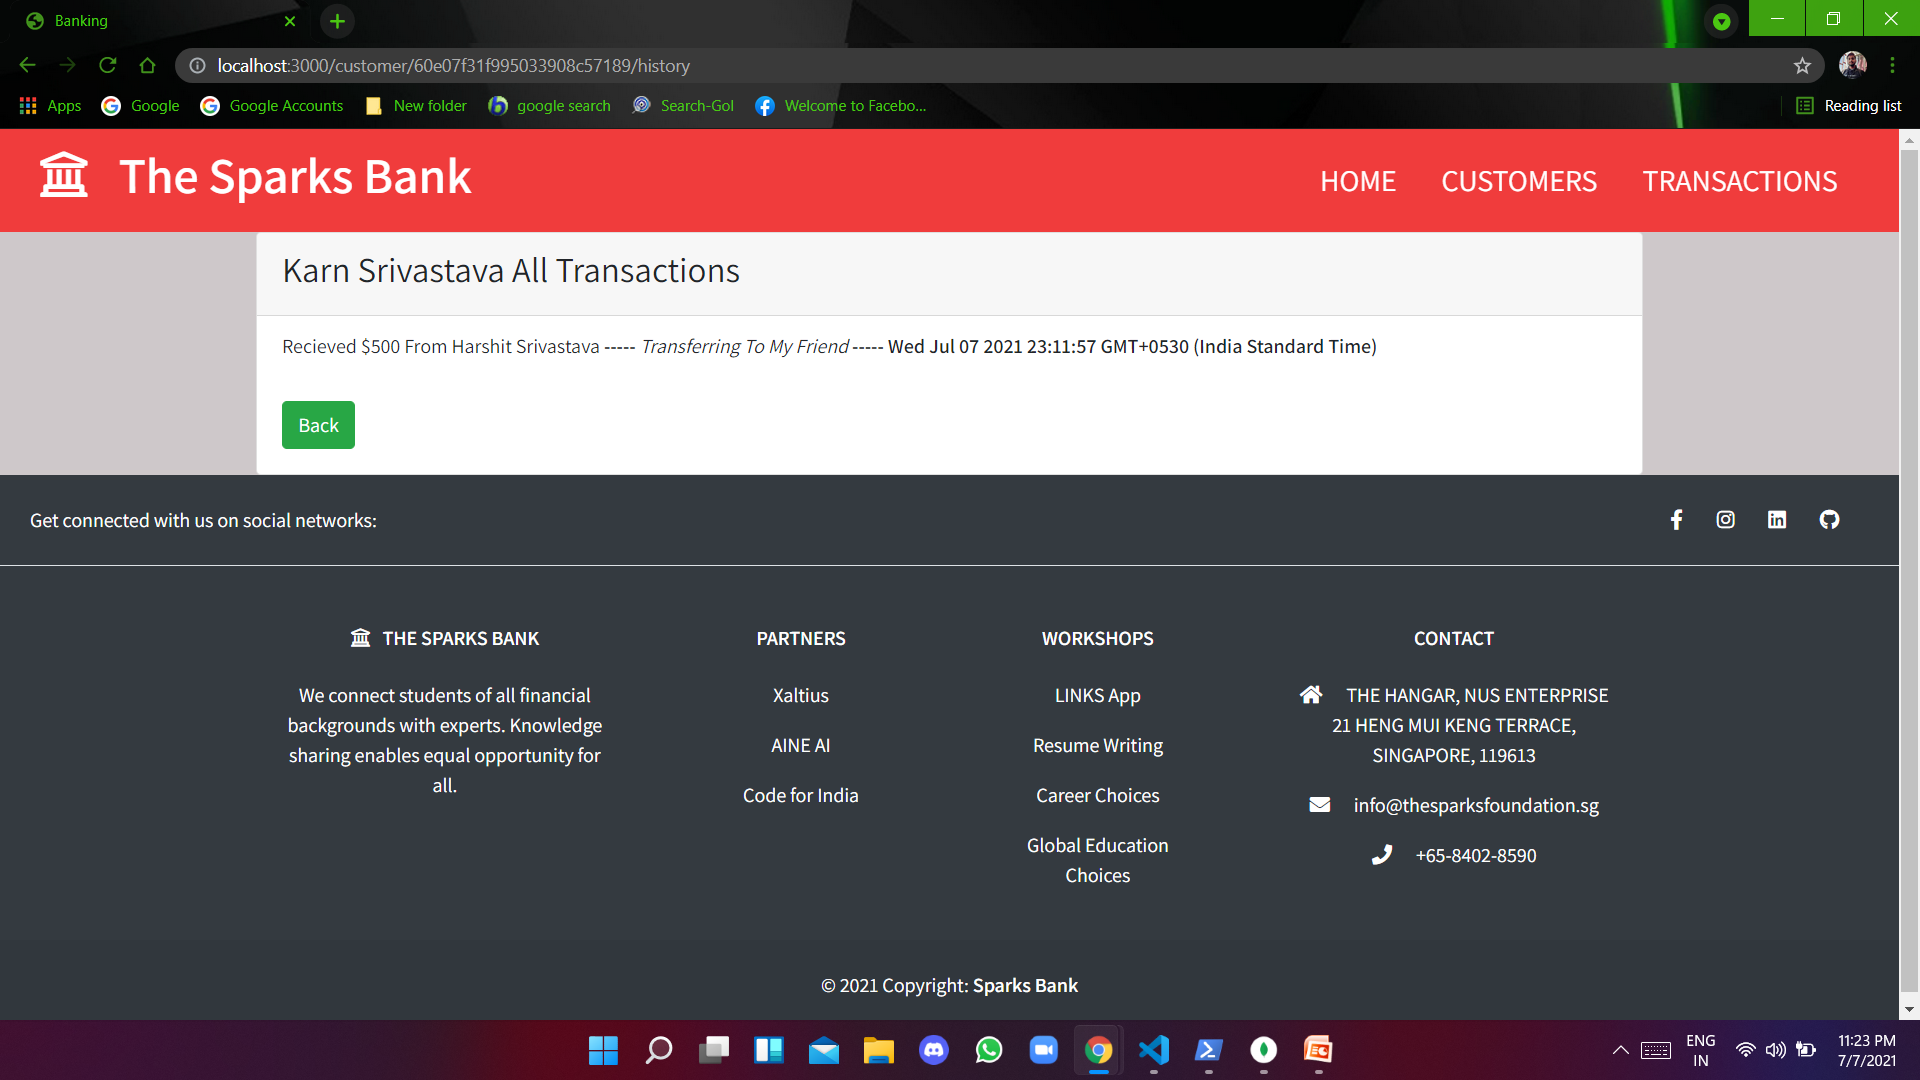 Banking
localhost:3000/customer/60e07f31f995033908c57189/history
Apps Google Google Accounts New folder google search Search-Gol Welcome to Facebo... Reading list
The Sparks Bank HOME CUSTOMERS TRANSACTIONS
Karn Srivastava All Transactions
Recieved $500 From Harshit Srivastava ----- Transferring To My Friend ----- Wed Jul 07 2021 23:11:57 GMT+0530 (India Standard Time)
Back
Get connected with us on social networks:
THE SPARKS BANK
We connect students of all financial
backgrounds with experts. Knowledge
sharing enables equal opportunity for
all.
PARTNERS
Xaltius
AINE AI
Code for India
WORKSHOPS
LINKS App
Resume Writing
Career Choices
Global Education
Choices
CONTACT
THE HANGAR, NUS ENTERPRISE
21 HENG MUI KENG TERRACE,
SINGAPORE, 119613
info@thesparksfoundation.sg
+65-8402-8590
© 2021 Copyright: Sparks Bank
ENG
IN
11:23 PM
7/7/2021